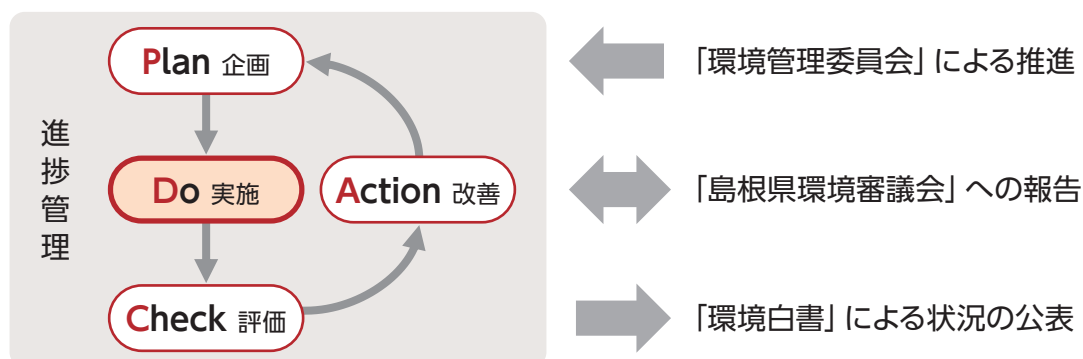 進捗管理
Plan 企画
Do 実施
Action 改善
Check 評価
「環境管理委員会」による推進
「島根県環境審議会」への報告
「環境白書」による状況の公表